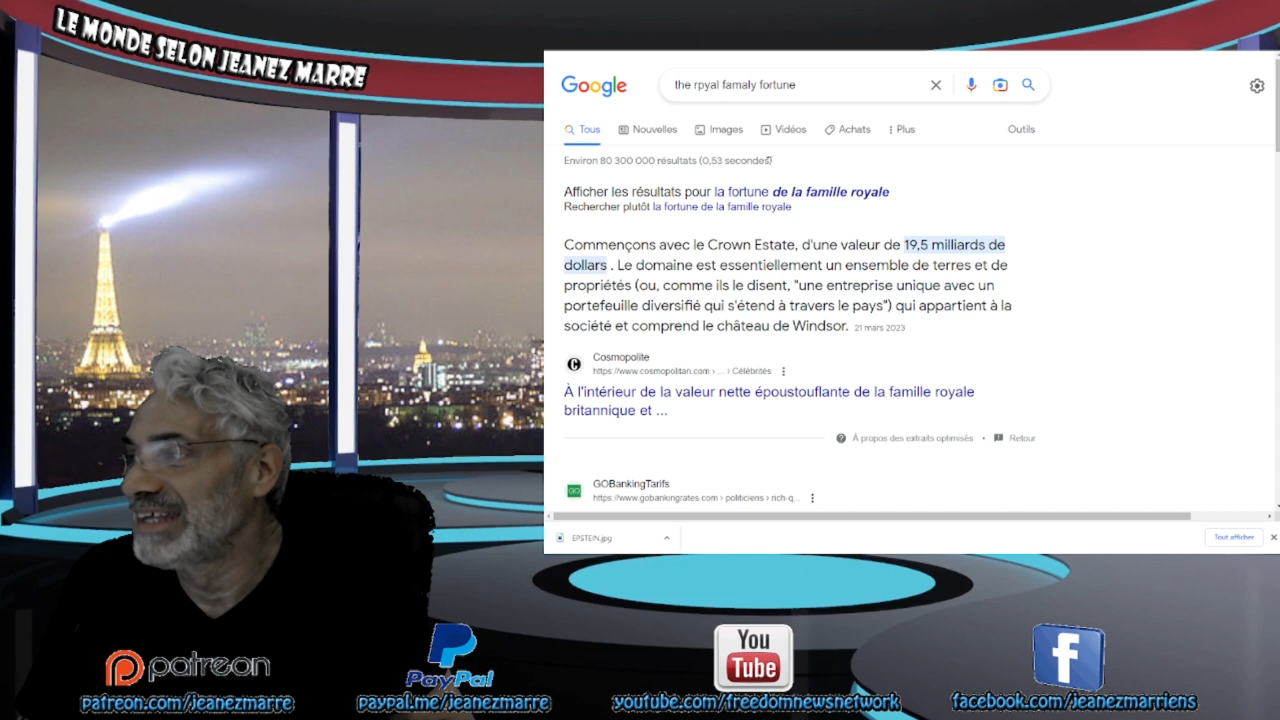 LE MONDE SELON JEANEZ MARRE
Google
the rpyal famaly fortune
Tous
Nouvelles
Images
Vidéos
Achats
Plus
Outils
Environ 80 300 000 résultats (0,53 secondes)
Afficher les résultats pour la fortune de la famille royale
Rechercher plutôt la fortune de la famille royale
Commençons avec le Crown Estate, d'une valeur de 19,5 milliards de
dollars . Le domaine est essentiellement un ensemble de terres et de
propriétés (ou, comme ils le disent, "une entreprise unique avec un
portefeuille diversifié qui s'étend à travers le pays") qui appartient à la
société et comprend le château de Windsor. 21 mars 2023
Cosmopolite
https://www.cosmopolitan.com › ... › Célébrités
À l'intérieur de la valeur nette époustouflante de la famille royale
britannique et ...
À propos des extraits optimisés • Retour
GO
GOBankingTarifs
https://www.gobankingrates.com › politiciens › rich-q...
EPSTEIN.jpg
Tout afficher
patreon
PayPal
You
Tube
patreon.com/jeanezmarre
paypal.me/jeanezmarre
youtube.com/freedomnewsnetwork
facebook.com/jeanezmarriens